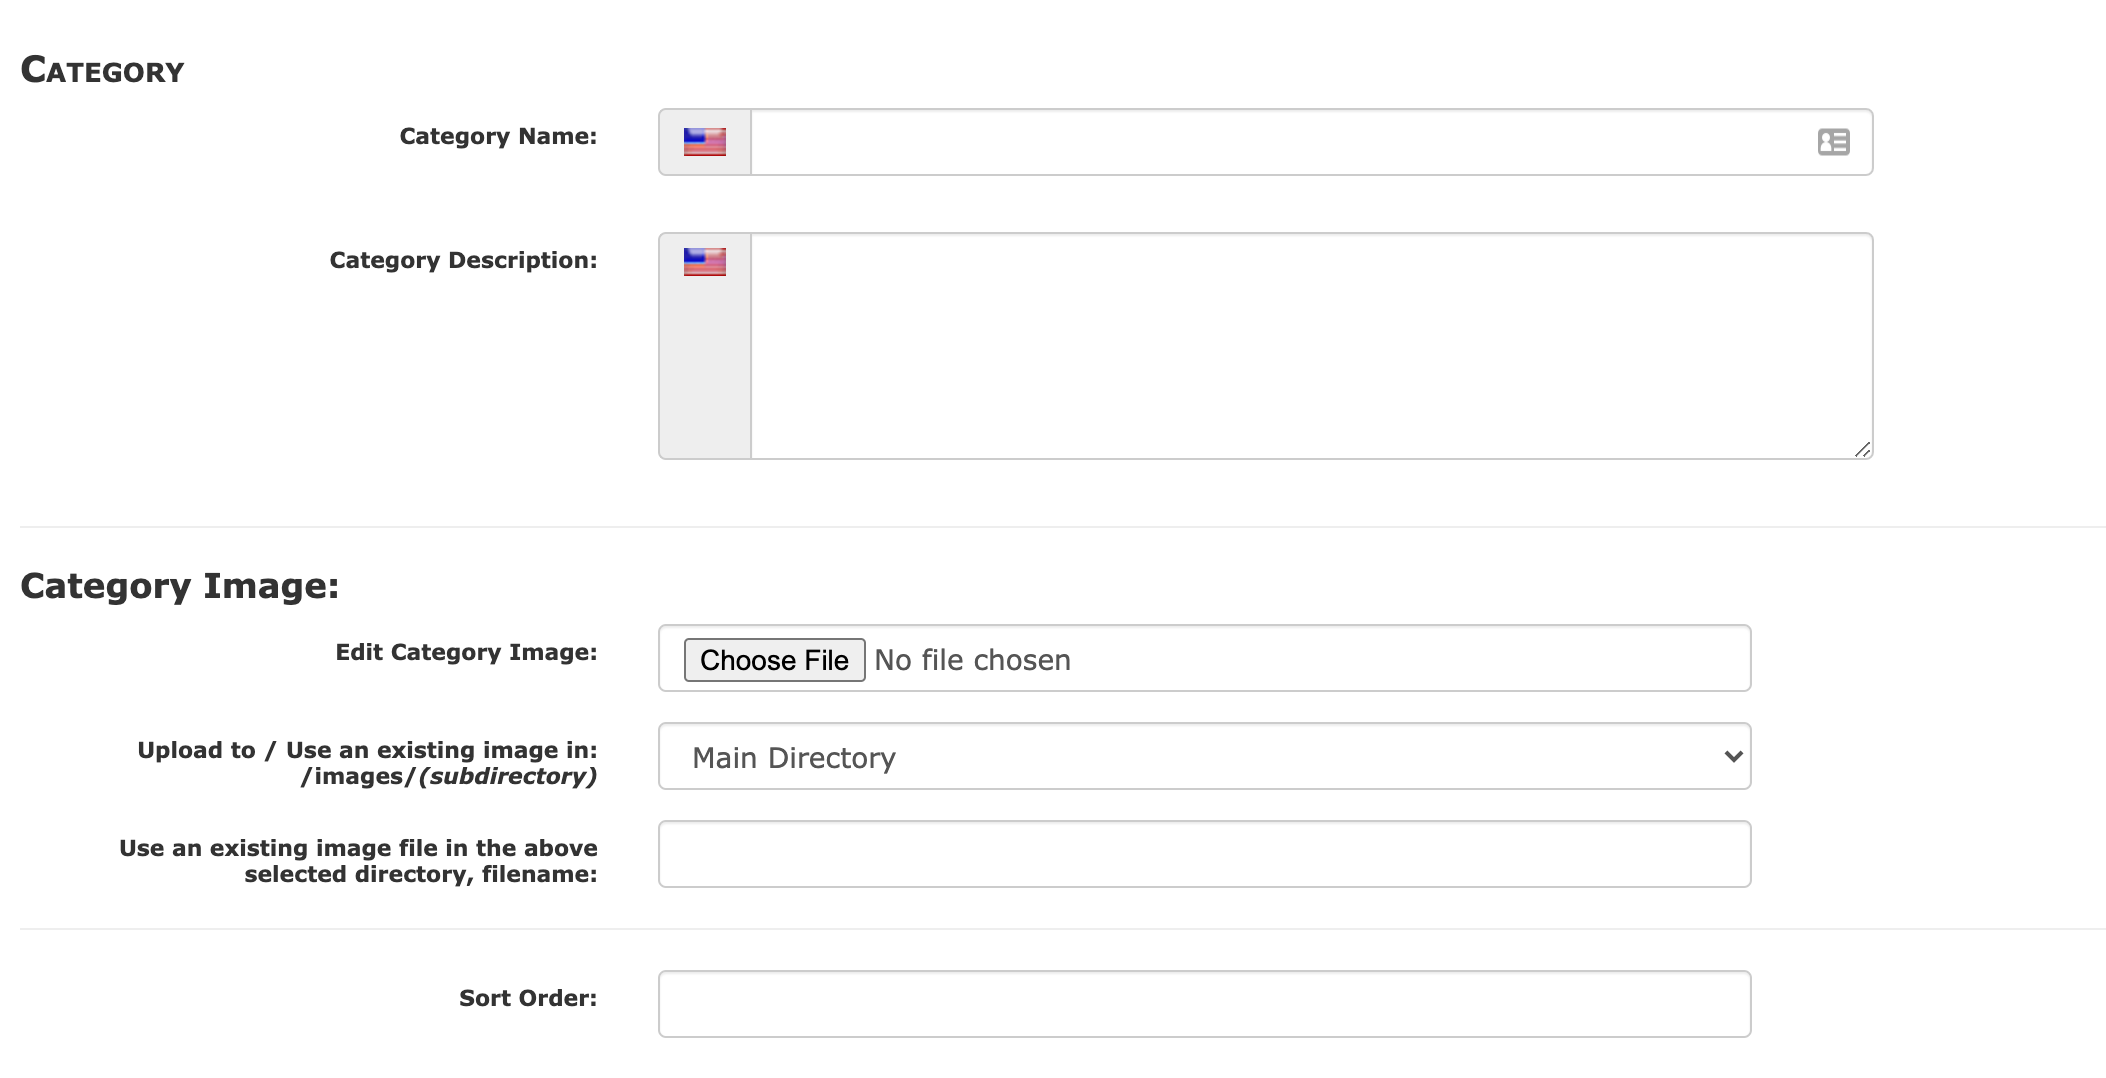 CATEGORY
Category Name:
Category Description:
Category Image:
Edit Category Image:
Choose File No file chosen
Upload to / Use an existing image in:
/images/(subdirectory)
Main Directory
Use an existing image file in the above
selected directory, filename:
Sort Order: